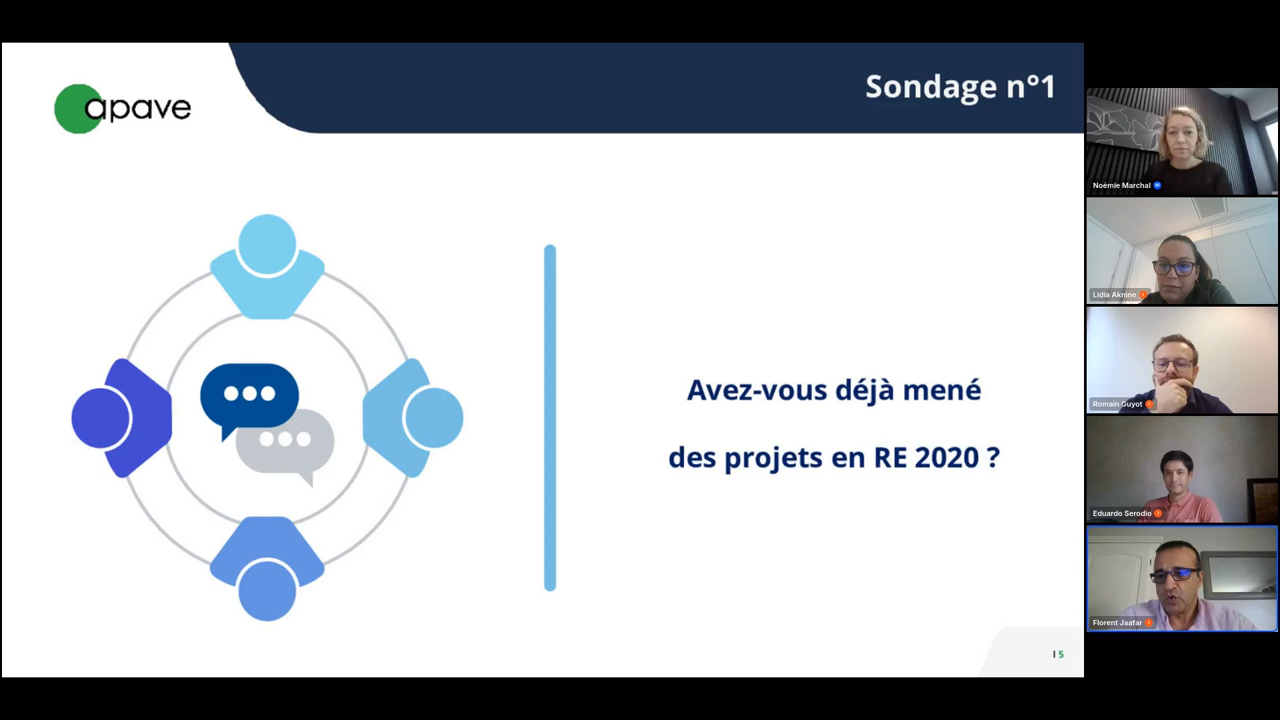 apave
Sondage n°1
Avez-vous déjà mené
des projets en RE 2020 ?
I 5
Noémie Marchal
Lidia Aknine
Romain Guyot
Eduardo Serodio
Florent Jaafar